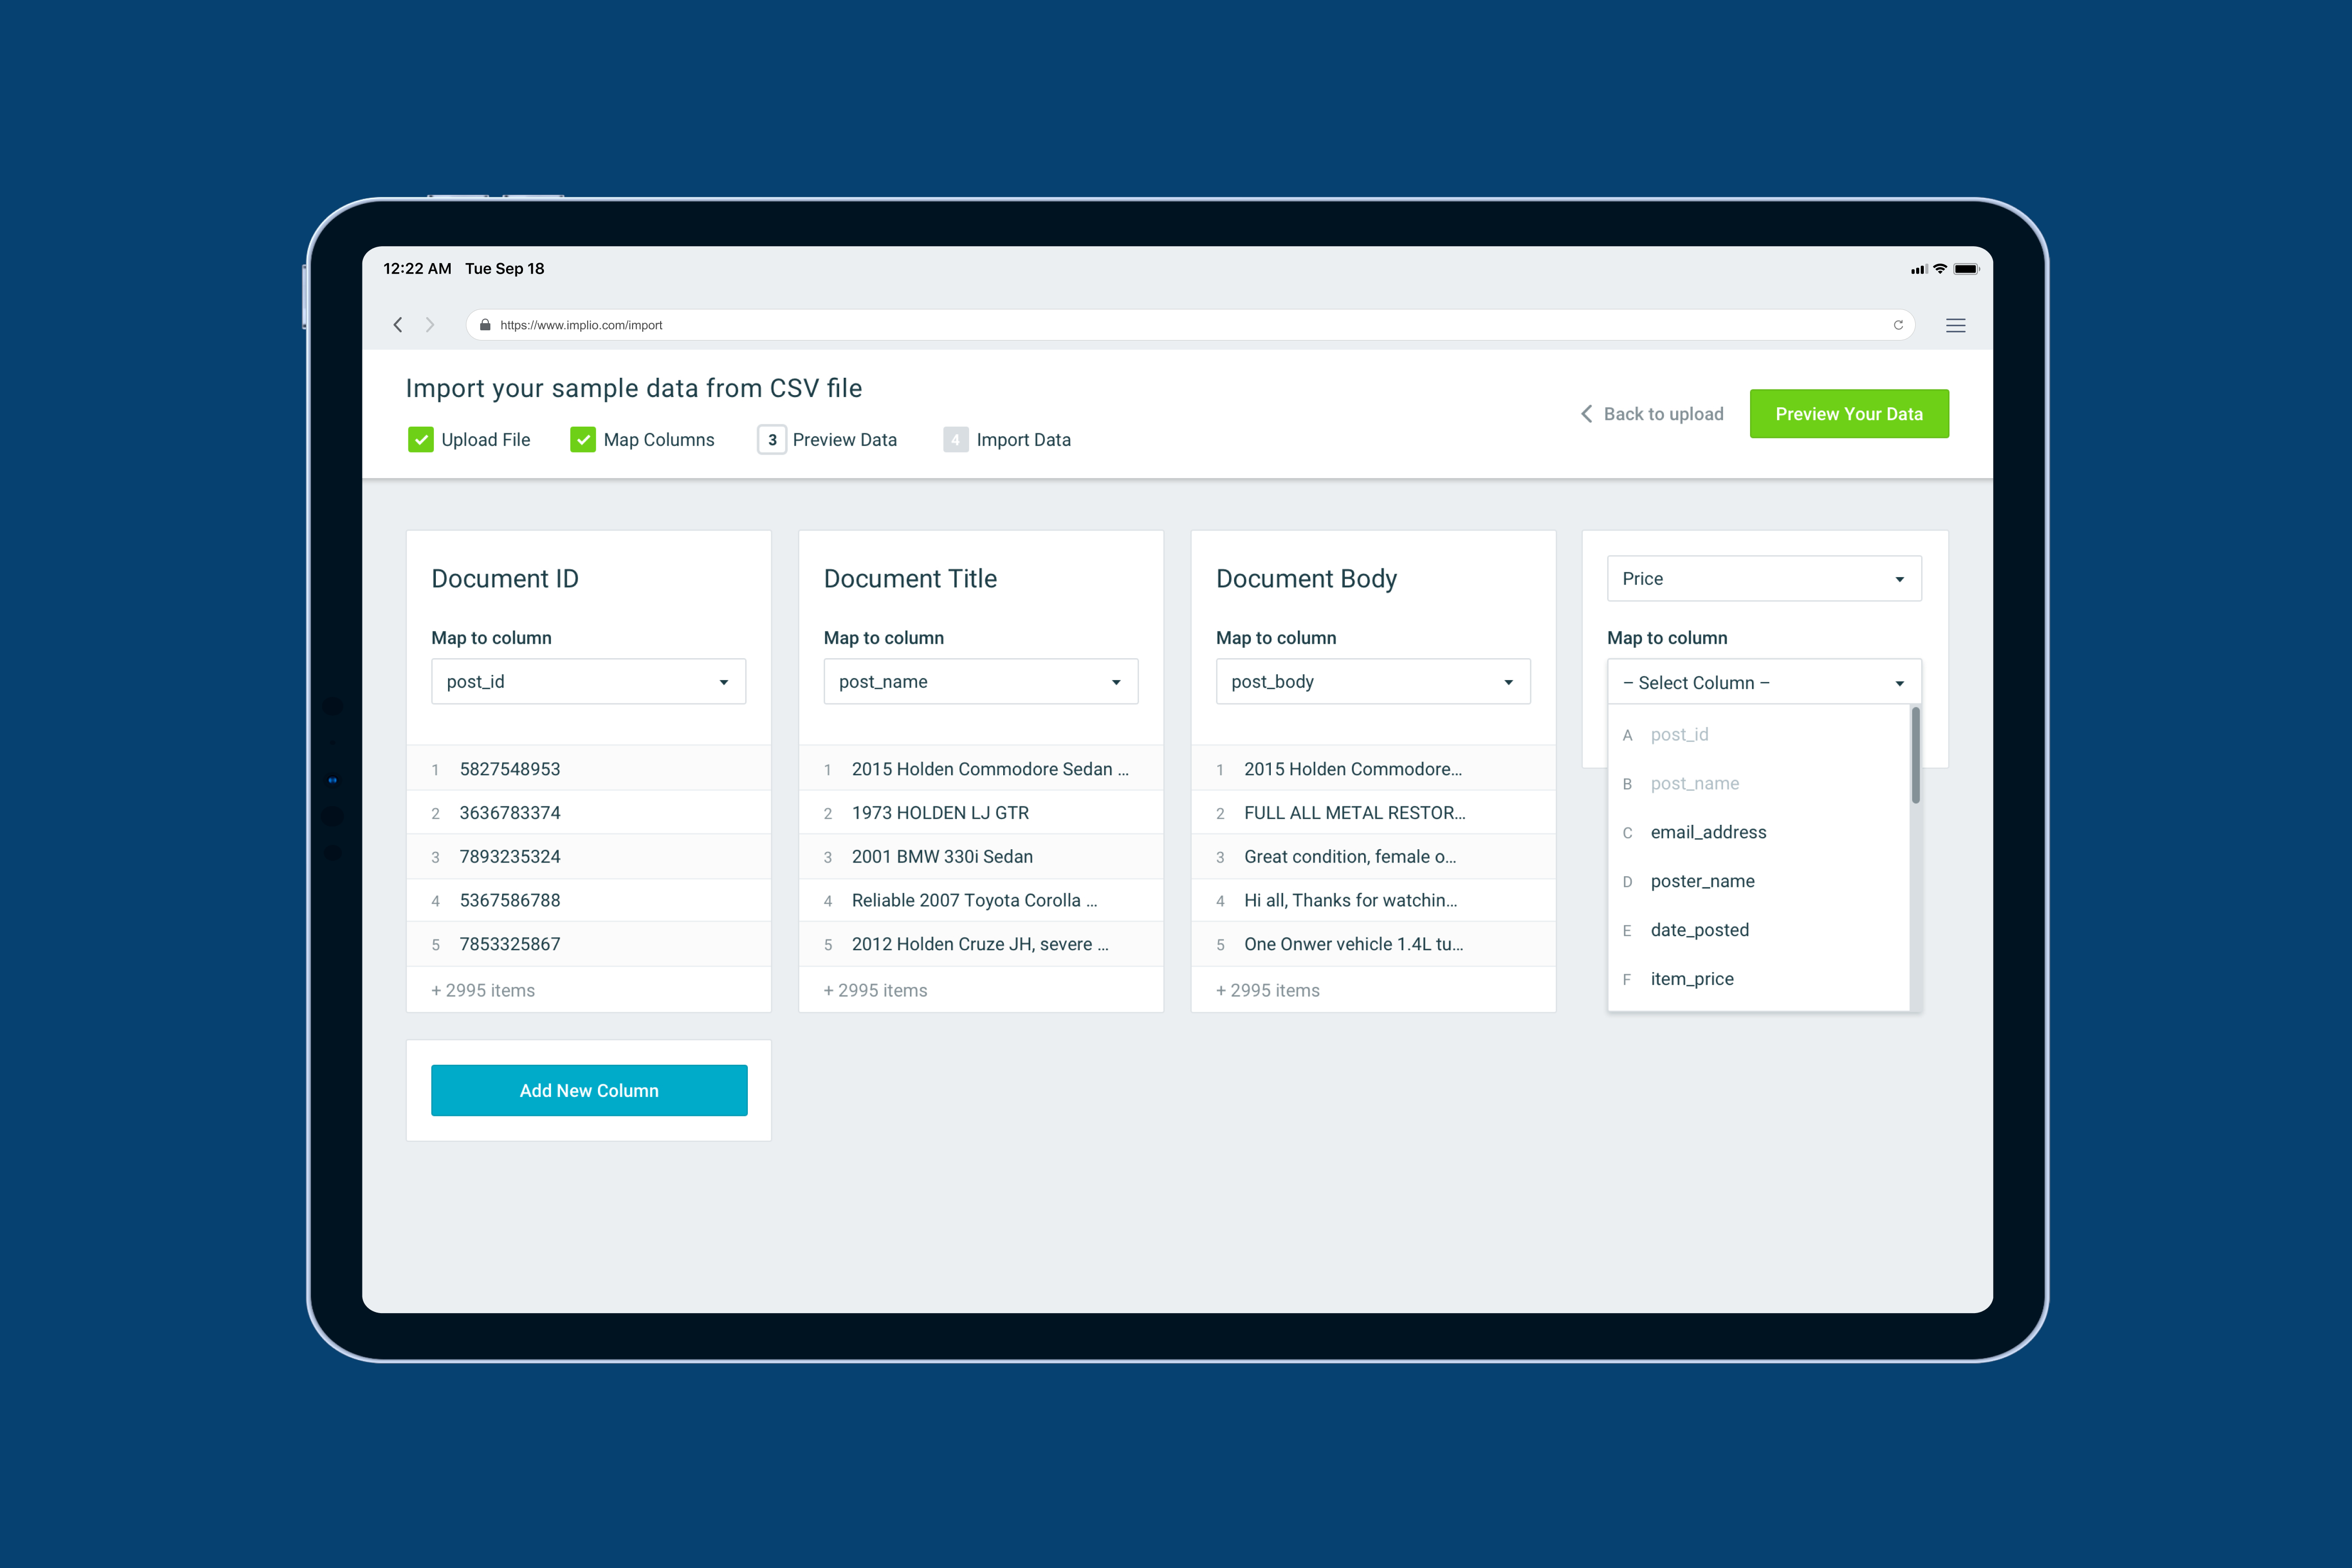 12:22 AM Tue Sep 18
https://www.implio.com/import
Import your sample data from CSV file
Upload File
Map Columns
3 Preview Data
4 Import Data
Back to upload
Preview Your Data
Document ID
Map to column
post_id
1 5827548953
2 3636783374
3 7893235324
4 5367586788
5 7853325867
+ 2995 items
Document Title
Map to column
post_name
1 2015 Holden Commodore Sedan ...
2 1973 HOLDEN LJ GTR
3 2001 BMW 330i Sedan
4 Reliable 2007 Toyota Corolla ...
5 2012 Holden Cruze JH, severe ...
+ 2995 items
Document Body
Map to column
post_body
1 2015 Holden Commodore...
2 FULL ALL METAL RESTOR...
3 Great condition, female o...
4 Hi all, Thanks for watchin...
5 One Onwer vehicle 1.4L tu...
+ 2995 items
Price
Map to column
– Select Column –
A post_id
B post_name
C email_address
D poster_name
E date_posted
F item_price
Add New Column